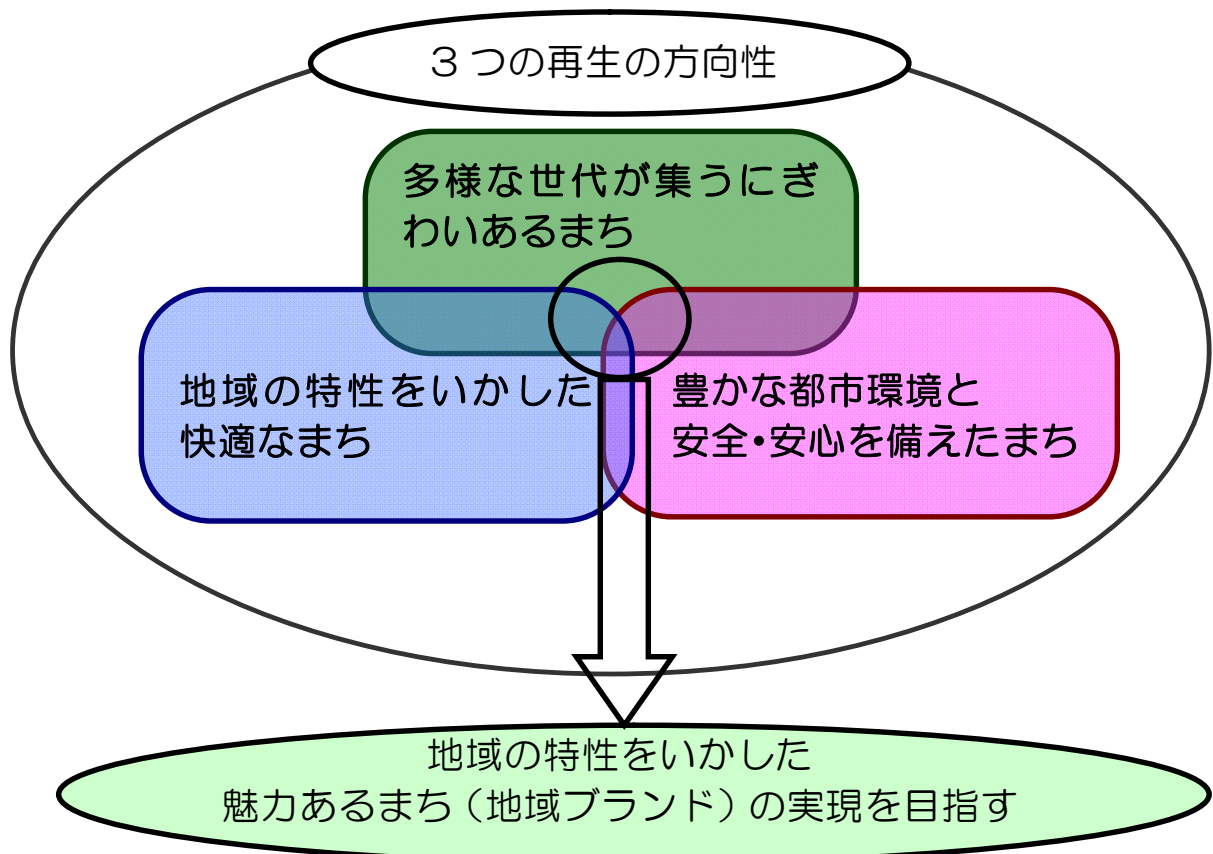 3つの再生の方向性
多様な世代が集うにぎ
わいあるまち
地域の特性をいかした
快適なまち
豊かな都市環境と
安全・安心を備えたまち
地域の特性をいかした
魅力あるまち（地域ブランド）の実現を目指す